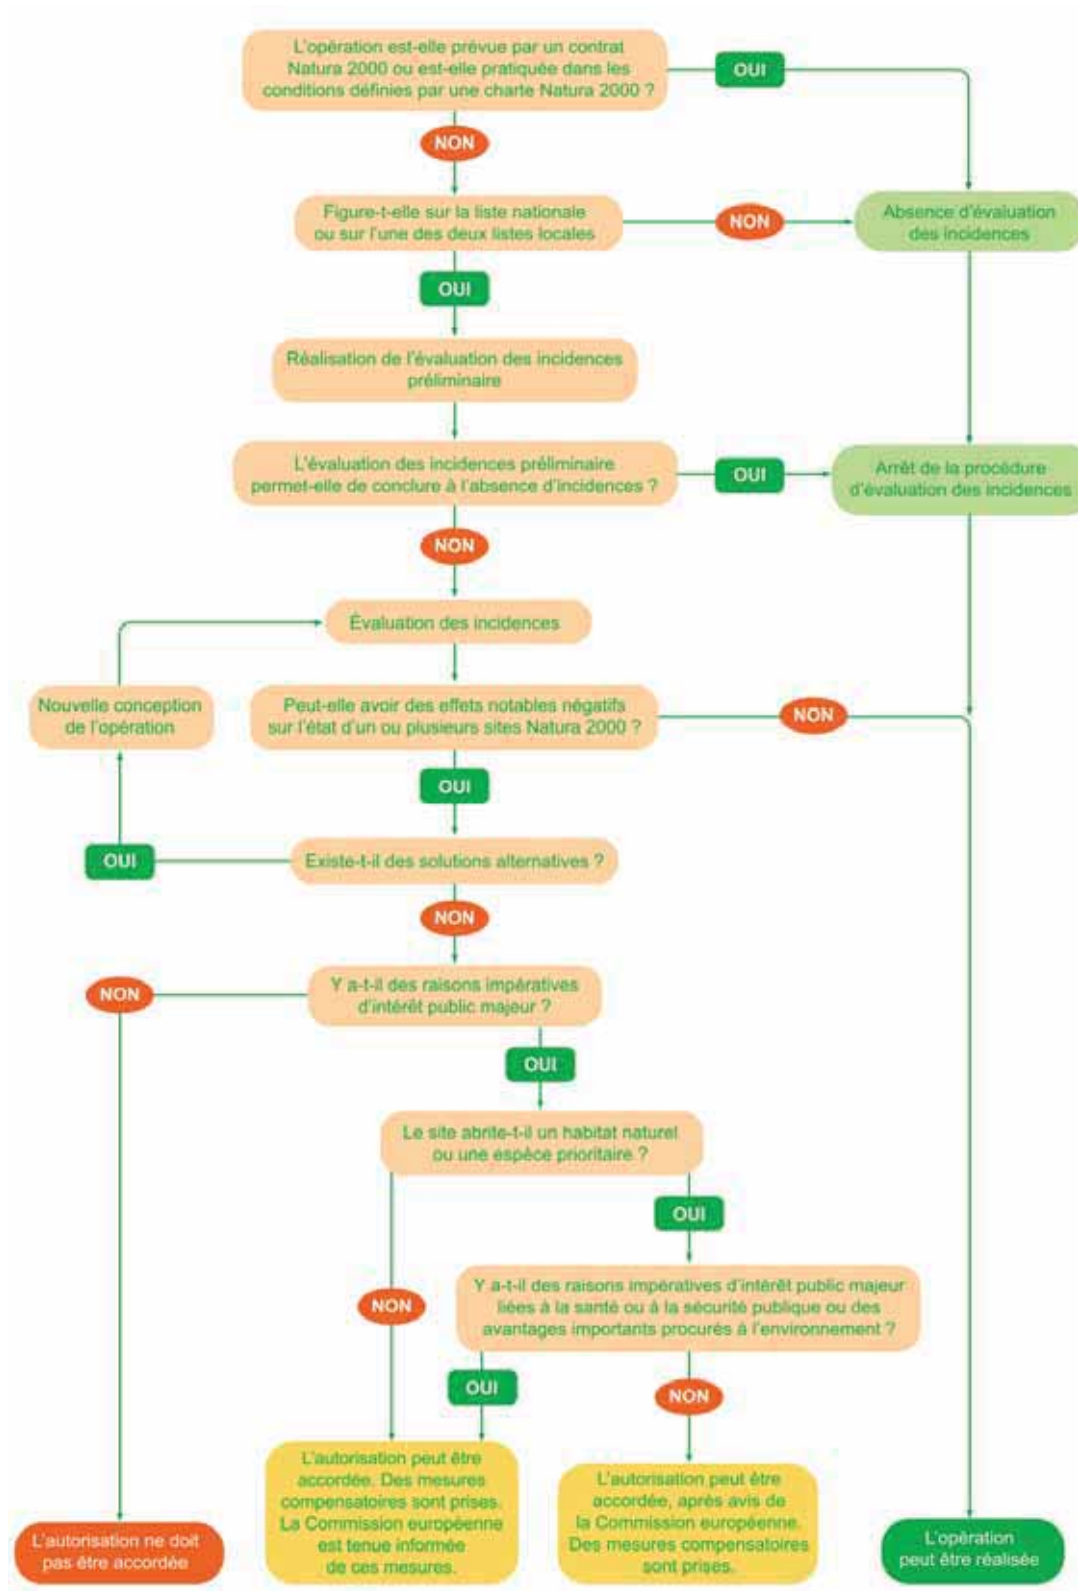 L'opération est-elle prévue par un contrat
Natura 2000 ou est-elle pratiquée dans les
conditions définies par une charte Natura 2000 ?
OUI
NON
Figure-t-elle sur la liste nationale
ou sur l'une des deux listes locales
NON
Absence d'évaluation
des incidences
OUI
Réalisation de l'évaluation des incidences
préliminaire
L'évaluation des incidences préliminaire
permet-elle de conclure à l'absence d'incidences ?
OUI
Arrêt de la procédure
d'évaluation des incidences
NON
Évaluation des incidences
Nouvelle conception
de l'opération
Peut-elle avoir des effets notables négatifs
sur l'état d'un ou plusieurs sites Natura 2000 ?
NON
OUI
OUI
Existe-t-il des solutions alternatives ?
NON
NON
Y a-t-il des raisons impératives
d'intérêt public majeur ?
OUI
Le site abrite-t-il un habitat naturel
ou une espèce prioritaire ?
OUI
NON
Y a-t-il des raisons impératives d'intérêt public majeur
liées à la santé ou à la sécurité publique ou des
avantages importants procurés à l'environnement ?
OUI
NON
L'autorisation ne doit
pas être accordée
L'autorisation peut être
accordée. Des mesures
compensatoires sont prises.
La Commission européenne
est tenue informée
de ces mesures.
L'autorisation peut être
accordée, après avis de
la Commission européenne.
Des mesures compensatoires
sont prises.
L'opération
peut être réalisée